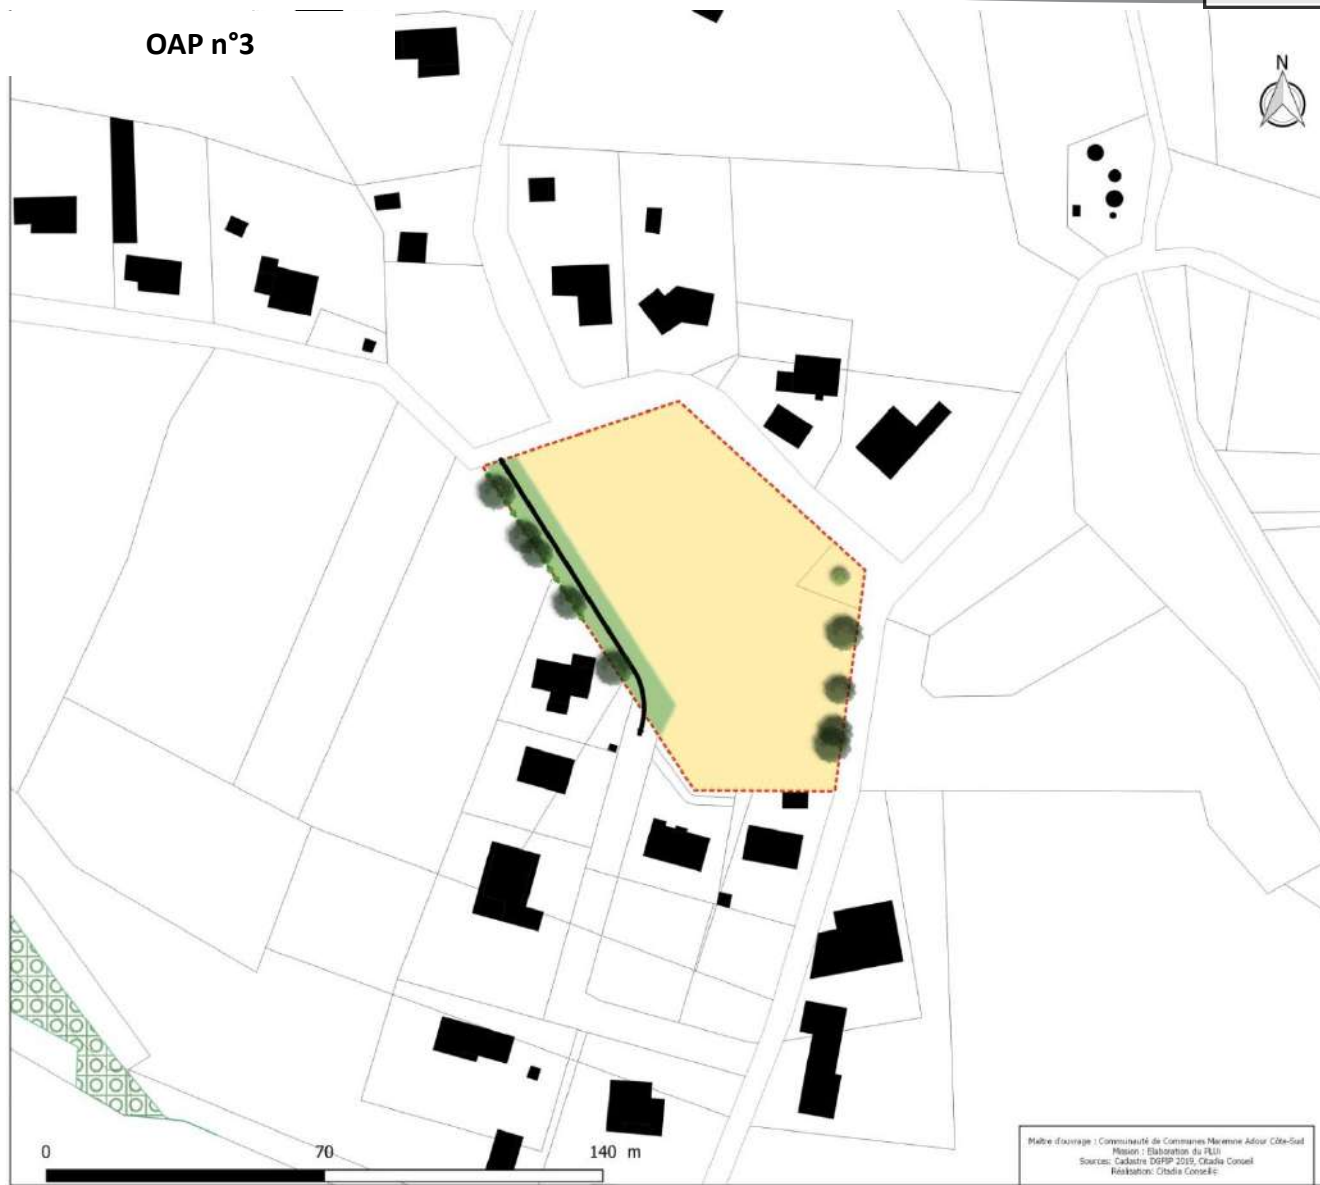 OAP n°3
N
0 70 140 m
Maître d'ouvrage : Communauté de Communes Maremne Adour Côte-Sud
Mission : Elaboration du PLUi
Sources: Cadastre DGFIP 2019, Citadia Conseil
Réalisation: Citadia Conseil©